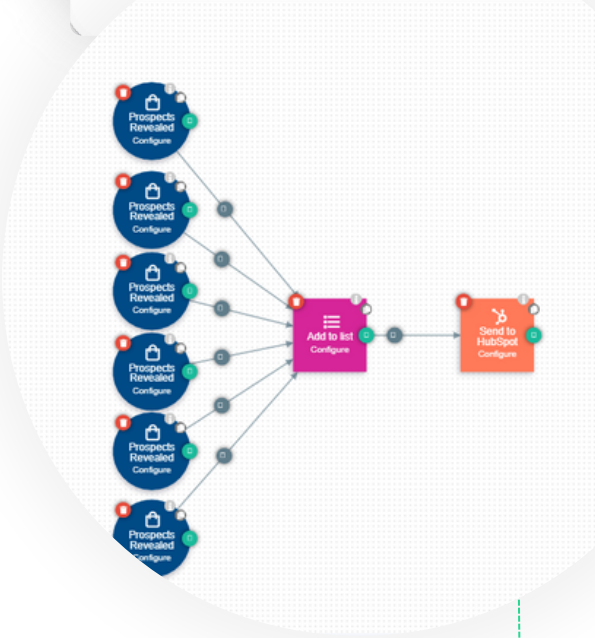 Prospects
Revealed
Configure
Prospects
Revealed
Configure
Prospects
Revealed
Configure
Prospects
Revealed
Configure
Prospects
Revealed
Configure
Prospects
Revealed
Configure
Add to list
Configure
Send to
HubSpot
Configure